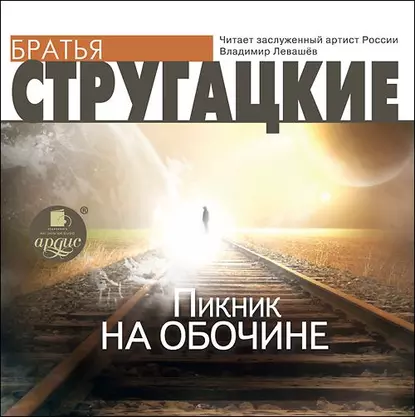 БРАТЬЯ
Читает заслуженный артист России
Владимир Левашёв
СТРУГАЦКИЕ
ардис
®
Пикник
НА ОБОЧИНЕ